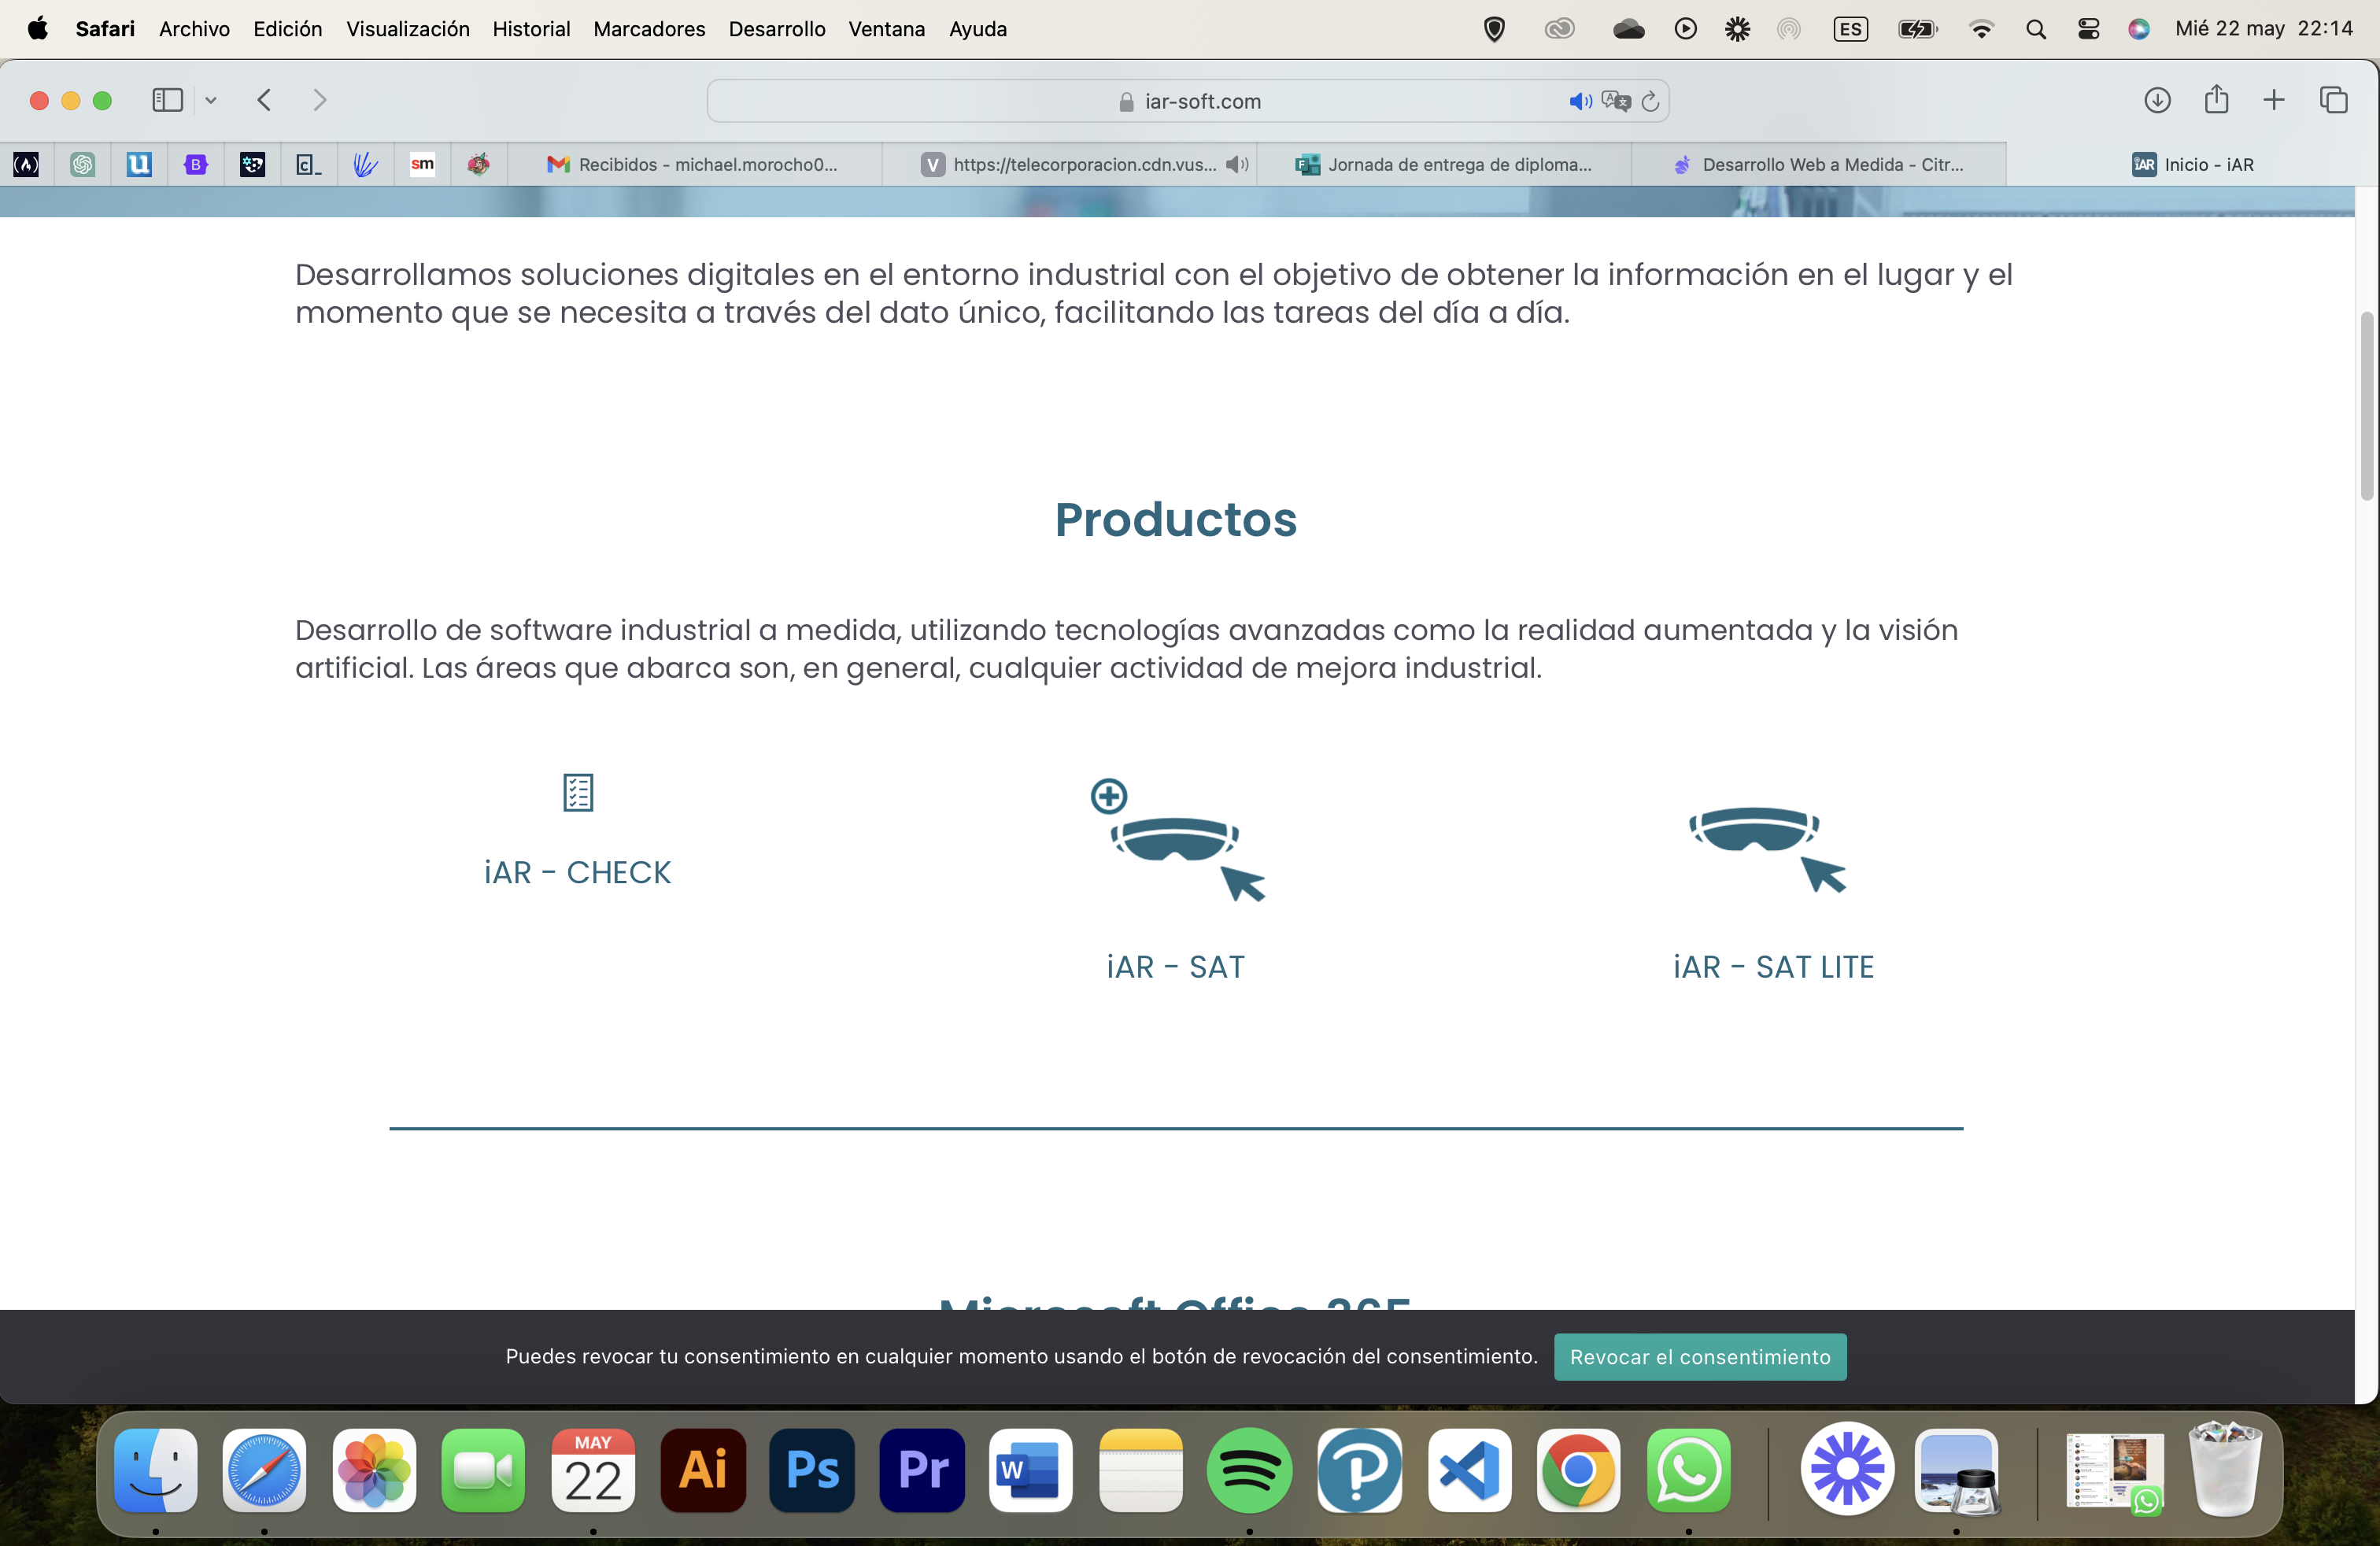 Safari Archivo Edición Visualización Historial Marcadores Desarrollo Ventana Ayuda ES Mié 22 may 22:14
iar-soft.com
sm Recibidos - michael.morocho0... V https://telecorporacion.cdn.vus... Jornada de entrega de diploma... Desarrollo Web a Medida - Citr... iAR Inicio - iAR
Desarrollamos soluciones digitales en el entorno industrial con el objetivo de obtener la información en el lugar y el
momento que se necesita a través del dato único, facilitando las tareas del día a día.
Productos
Desarrollo de software industrial a medida, utilizando tecnologías avanzadas como la realidad aumentada y la visión
artificial. Las áreas que abarca son, en general, cualquier actividad de mejora industrial.
iAR - CHECK
iAR - SAT
iAR - SAT LITE
Microsoft Office 365
Puedes revocar tu consentimiento en cualquier momento usando el botón de revocación del consentimiento. Revocar el consentimiento
MAY
22
Ai Ps Pr W